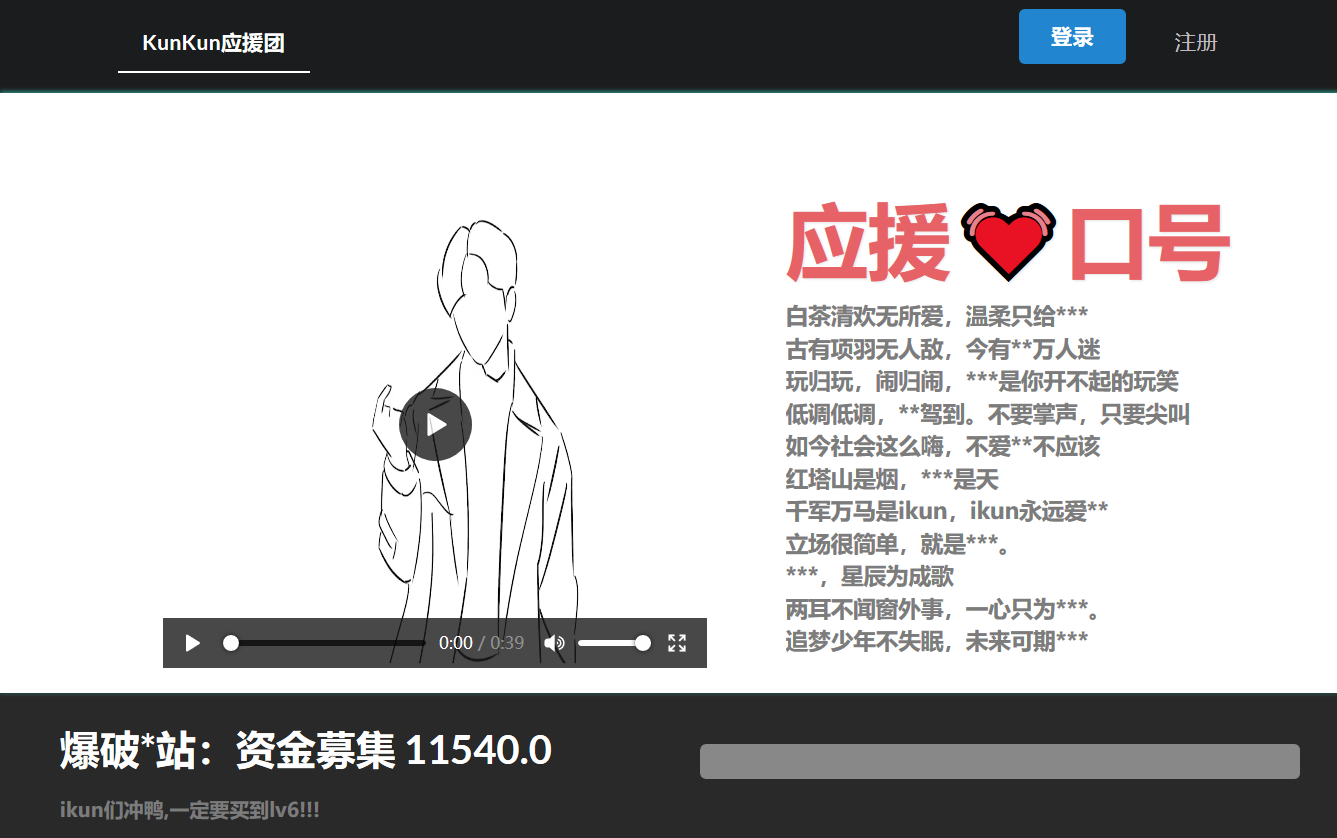 KunKun应援团
登录
注册
应援
口号
白茶清欢无所爱，温柔只给***
古有项羽无人敌，今有**万人迷
玩归玩，闹归闹，***是你开不起的玩笑
低调低调，**驾到。不要掌声，只要尖叫
如今社会这么嗨，不爱**不应该
红塔山是烟，***是天
千军万马是ikun，ikun永远爱**
立场很简单，就是***。
***，星辰为成歌
两耳不闻窗外事，一心只为***。
追梦少年不失眠，未来可期***
0:00 / 0:39
爆破*站：资金募集 11540.0
ikun们冲鸭,一定要买到lv6!!!